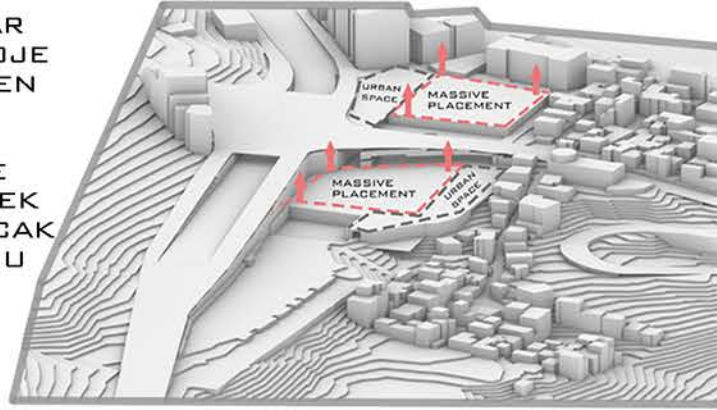 AR
OJE
EN
E
EK
CAK
U
URBAN
SPACE
MASSIVE
PLACEMENT
MASSIVE
PLACEMENT
URBAN
SPACE